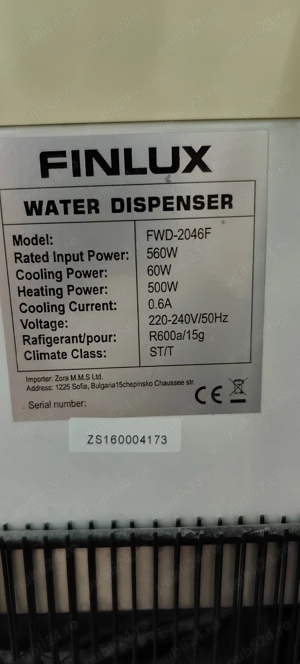 FINLUX
WATER DISPENSER
Model: FWD-2046F
Rated Input Power: 560W
Cooling Power: 60W
Heating Power: 500W
Cooling Current: 0.6A
Voltage: 220-240V/50Hz
Rafigerant/pour: R600a/15g
Climate Class: ST/T
Importer: Zora M.M.S Ltd.
Address: 1225 Sofia, Bulgaria15chepinsko Chaussee str.
CE
Serial number:
ZS160004173